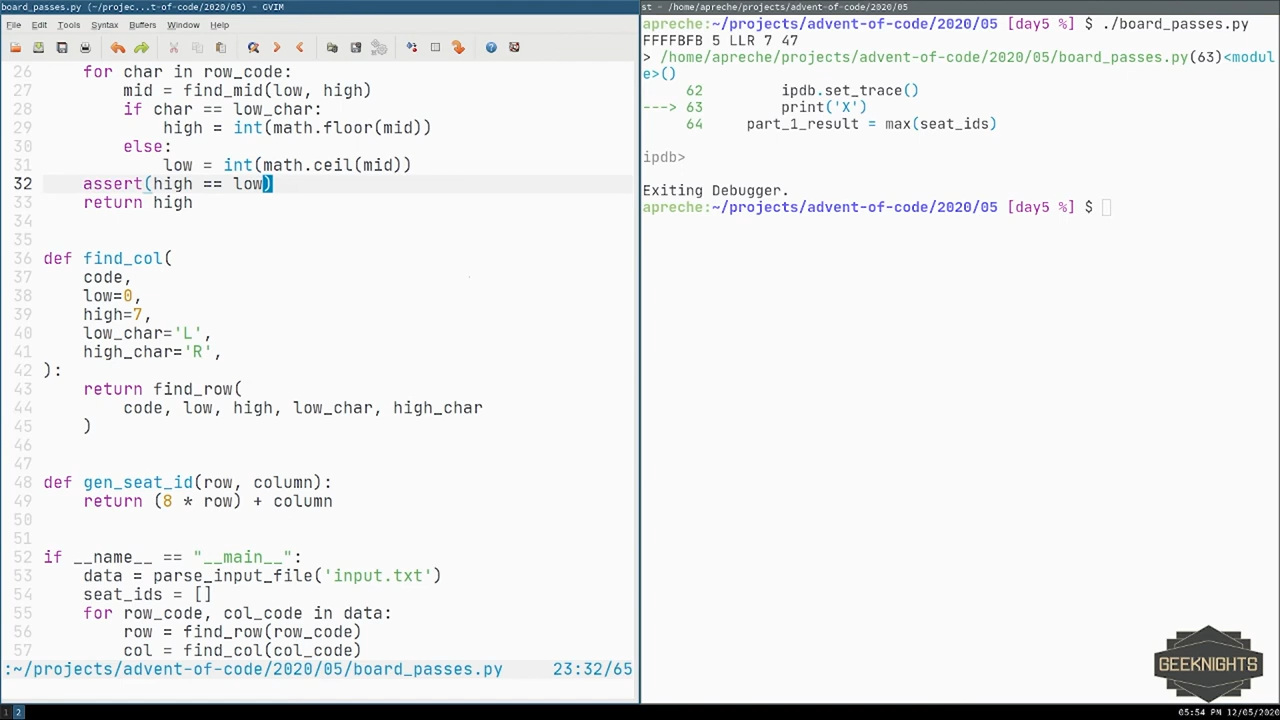 board_passes.py (~/projec...t-of-code/2020/05) - GVIM
File Edit Tools Syntax Buffers Window Help
26 for char in row_code:
27 mid = find_mid(low, high)
28 if char == low_char:
29 high = int(math.floor(mid))
30 else:
31 low = int(math.ceil(mid))
32 assert(high == low)
33 return high
34
35
36 def find_col(
37 code,
38 low=0,
39 high=7,
40 low_char='L',
41 high_char='R',
42 ):
43 return find_row(
44 code, low, high, low_char, high_char
45 )
46
47
48 def gen_seat_id(row, column):
49 return (8 * row) + column
50
51
52 if __name__ == "__main__":
53 data = parse_input_file('input.txt')
54 seat_ids = []
55 for row_code, col_code in data:
56 row = find_row(row_code)
57 col = find_col(col_code)
:~/projects/advent-of-code/2020/05/board_passes.py 23:32/65
st - /home/apreche/projects/advent-of-code/2020/05
apreche:~/projects/advent-of-code/2020/05 [day5 %] $ ./board_passes.py
FFFFBFB 5 LLR 7 47
> /home/apreche/projects/advent-of-code/2020/05/board_passes.py(63)<modul
e>()
62 ipdb.set_trace()
---> 63 print('X')
64 part_1_result = max(seat_ids)
ipdb>
Exiting Debugger.
apreche:~/projects/advent-of-code/2020/05 [day5 %] $
GEEKNIGHTS
1 2
05:54 PM 12/05/2020